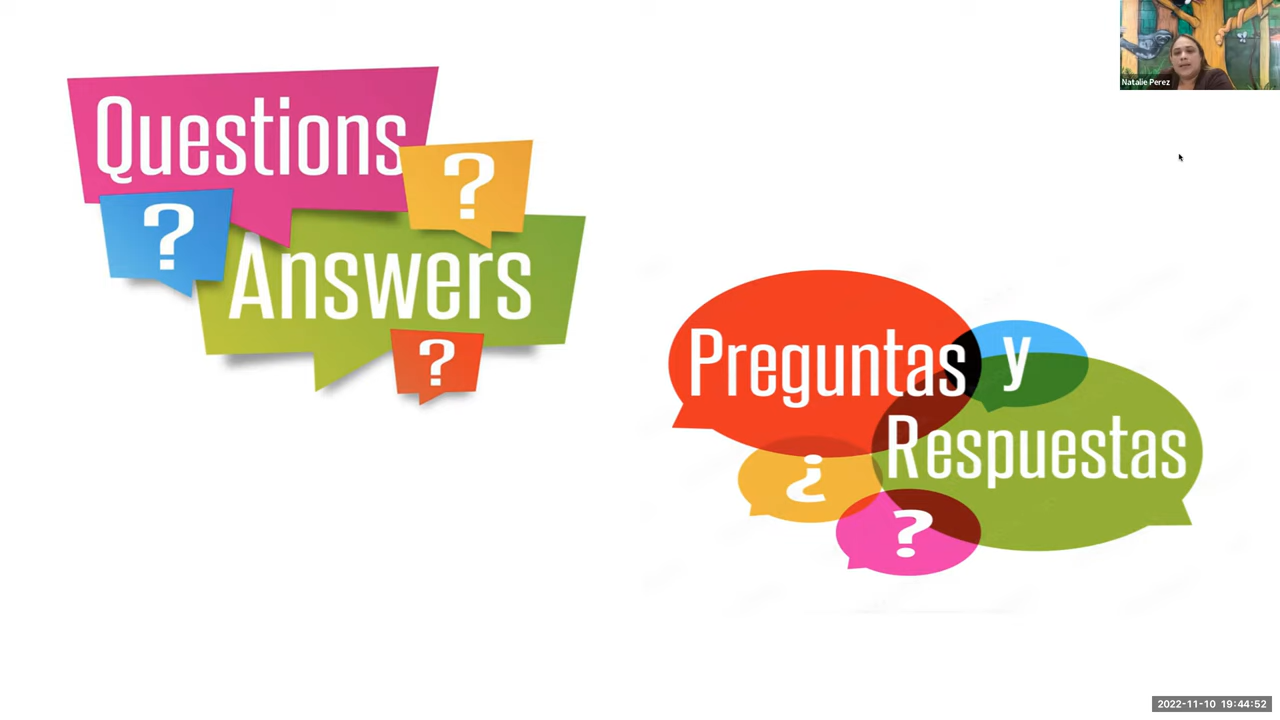 Questions
?
?
Answers
?
Preguntas y
Respuestas
¿
?
Natalie Perez
2022-11-10 19:44:52